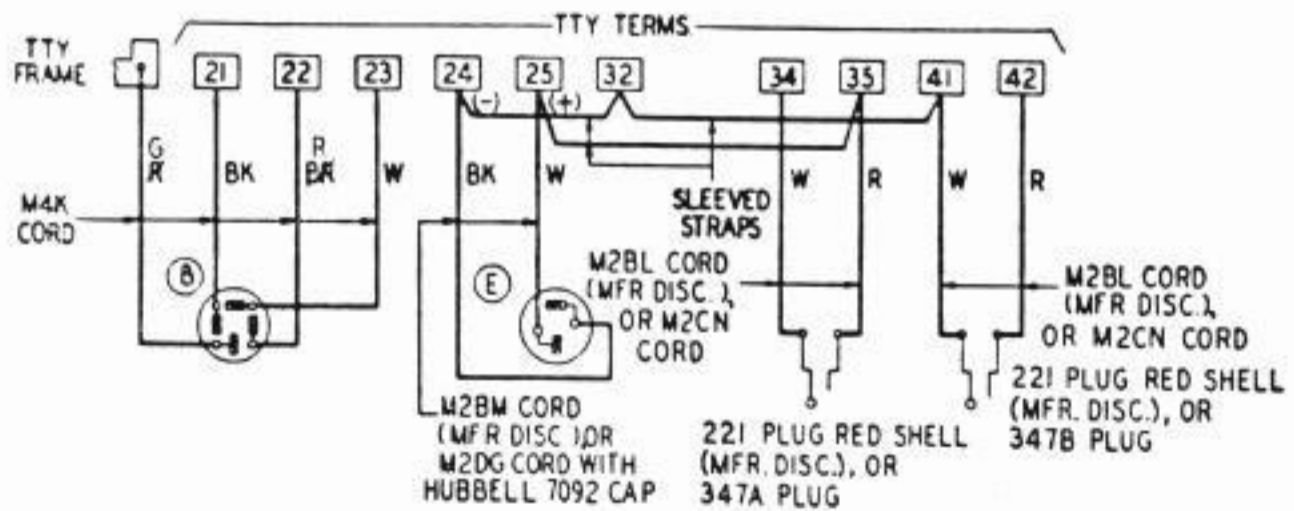 TTY TERMS
TTY
FRAME
21
22
23
24
25
32
34
35
41
42
(-)
(+)
G
BK
R
W
BK
W
W
R
W
R
M4K
CORD
SLEEVED
STRAPS
B
E
M2BL CORD
(MFR DISC.),
OR M2CN
CORD
M2BL CORD
(MFR DISC.),
OR M2CN CORD
M2BM CORD
(MFR DISC.),OR
M2DG CORD WITH
HUBBELL 7092 CAP
221 PLUG RED SHELL
(MFR. DISC.), OR
347A PLUG
221 PLUG RED SHELL
(MFR. DISC.), OR
347B PLUG